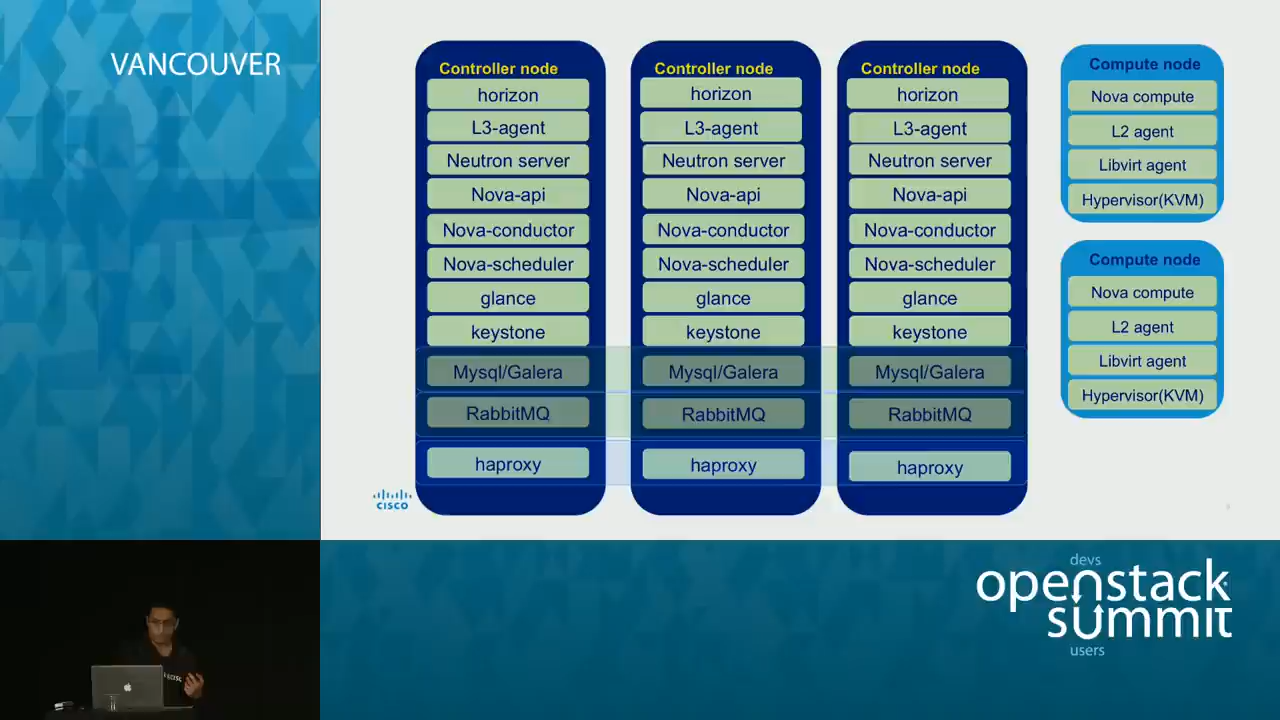 VANCOUVER
Controller node
horizon
L3-agent
Neutron server
Nova-api
Nova-conductor
Nova-scheduler
glance
keystone
Mysql/Galera
RabbitMQ
haproxy
Controller node
horizon
L3-agent
Neutron server
Nova-api
Nova-conductor
Nova-scheduler
glance
keystone
Mysql/Galera
RabbitMQ
haproxy
Controller node
horizon
L3-agent
Neutron server
Nova-api
Nova-conductor
Nova-scheduler
glance
keystone
Mysql/Galera
RabbitMQ
haproxy
Compute node
Nova compute
L2 agent
Libvirt agent
Hypervisor(KVM)
Compute node
Nova compute
L2 agent
Libvirt agent
Hypervisor(KVM)
CISCO
devs
openstack
summit
users